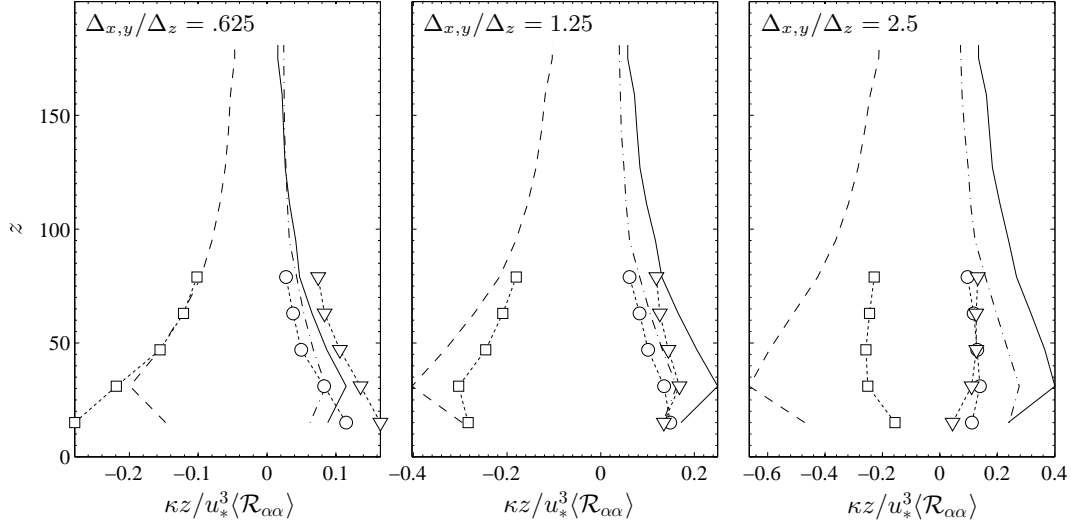 Δx,y/Δz = .625
Δx,y/Δz = 1.25
Δx,y/Δz = 2.5
z
150
100
50
0
−0.2 −0.1 0 0.1
−0.4 −0.2 0 0.2
−0.6 −0.4 −0.2 0 0.2 0.4
κz/u∗³⟨ℛαα⟩
κz/u∗³⟨ℛαα⟩
κz/u∗³⟨ℛαα⟩